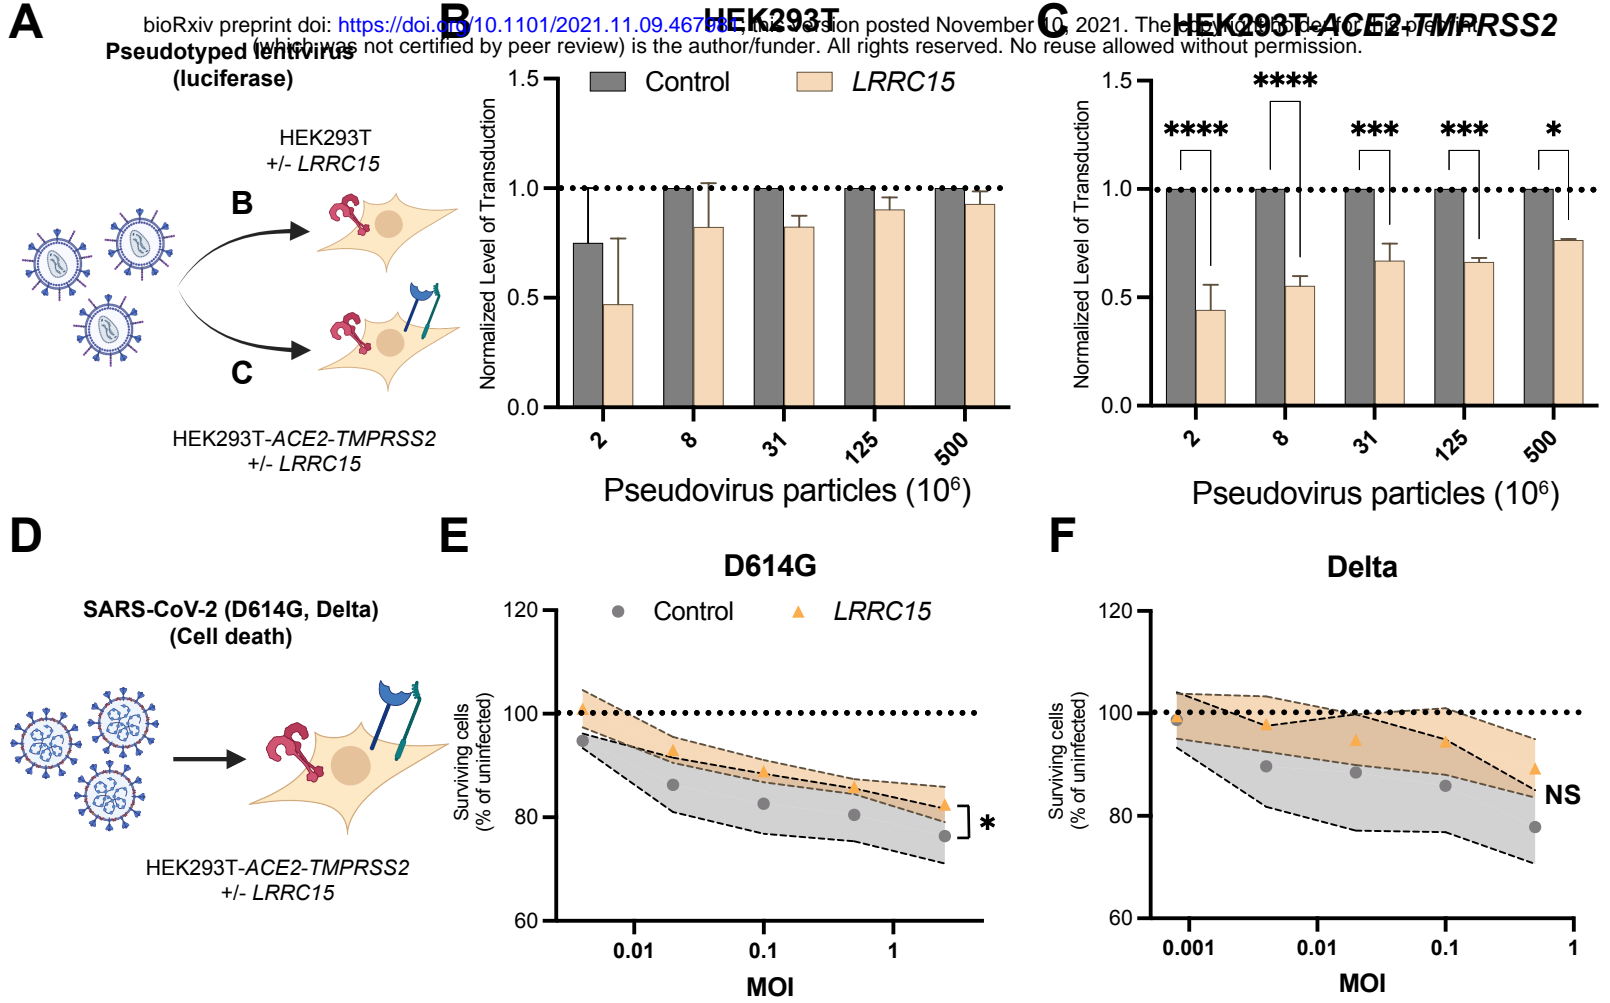 bioRxiv preprint doi: https://doi.org/10.1101/2021.11.09.467981; this version posted November 10, 2021. The copyright holder for this preprint
(which was not certified by peer review) is the author/funder. All rights reserved. No reuse allowed without permission.
A
Pseudotyped lentivirus
(luciferase)
HEK293T
+/- LRRC15
B
C
HEK293T-ACE2-TMPRSS2
+/- LRRC15
B
HEK293T
Control
LRRC15
Normalized Level of Transduction
1.5
1.0
0.5
0.0
2
8
31
125
500
Pseudovirus particles (10⁶)
C
HEK293T-ACE2-TMPRSS2
Normalized Level of Transduction
1.5
1.0
0.5
0.0
****
****
***
***
*
2
8
31
125
500
Pseudovirus particles (10⁶)
D
SARS-CoV-2 (D614G, Delta)
(Cell death)
HEK293T-ACE2-TMPRSS2
+/- LRRC15
E
D614G
Control
LRRC15
Surviving cells
(% of uninfected)
120
100
80
60
*
0.01
0.1
1
MOI
F
Delta
Surviving cells
(% of uninfected)
120
100
80
60
NS
0.001
0.01
0.1
1
MOI